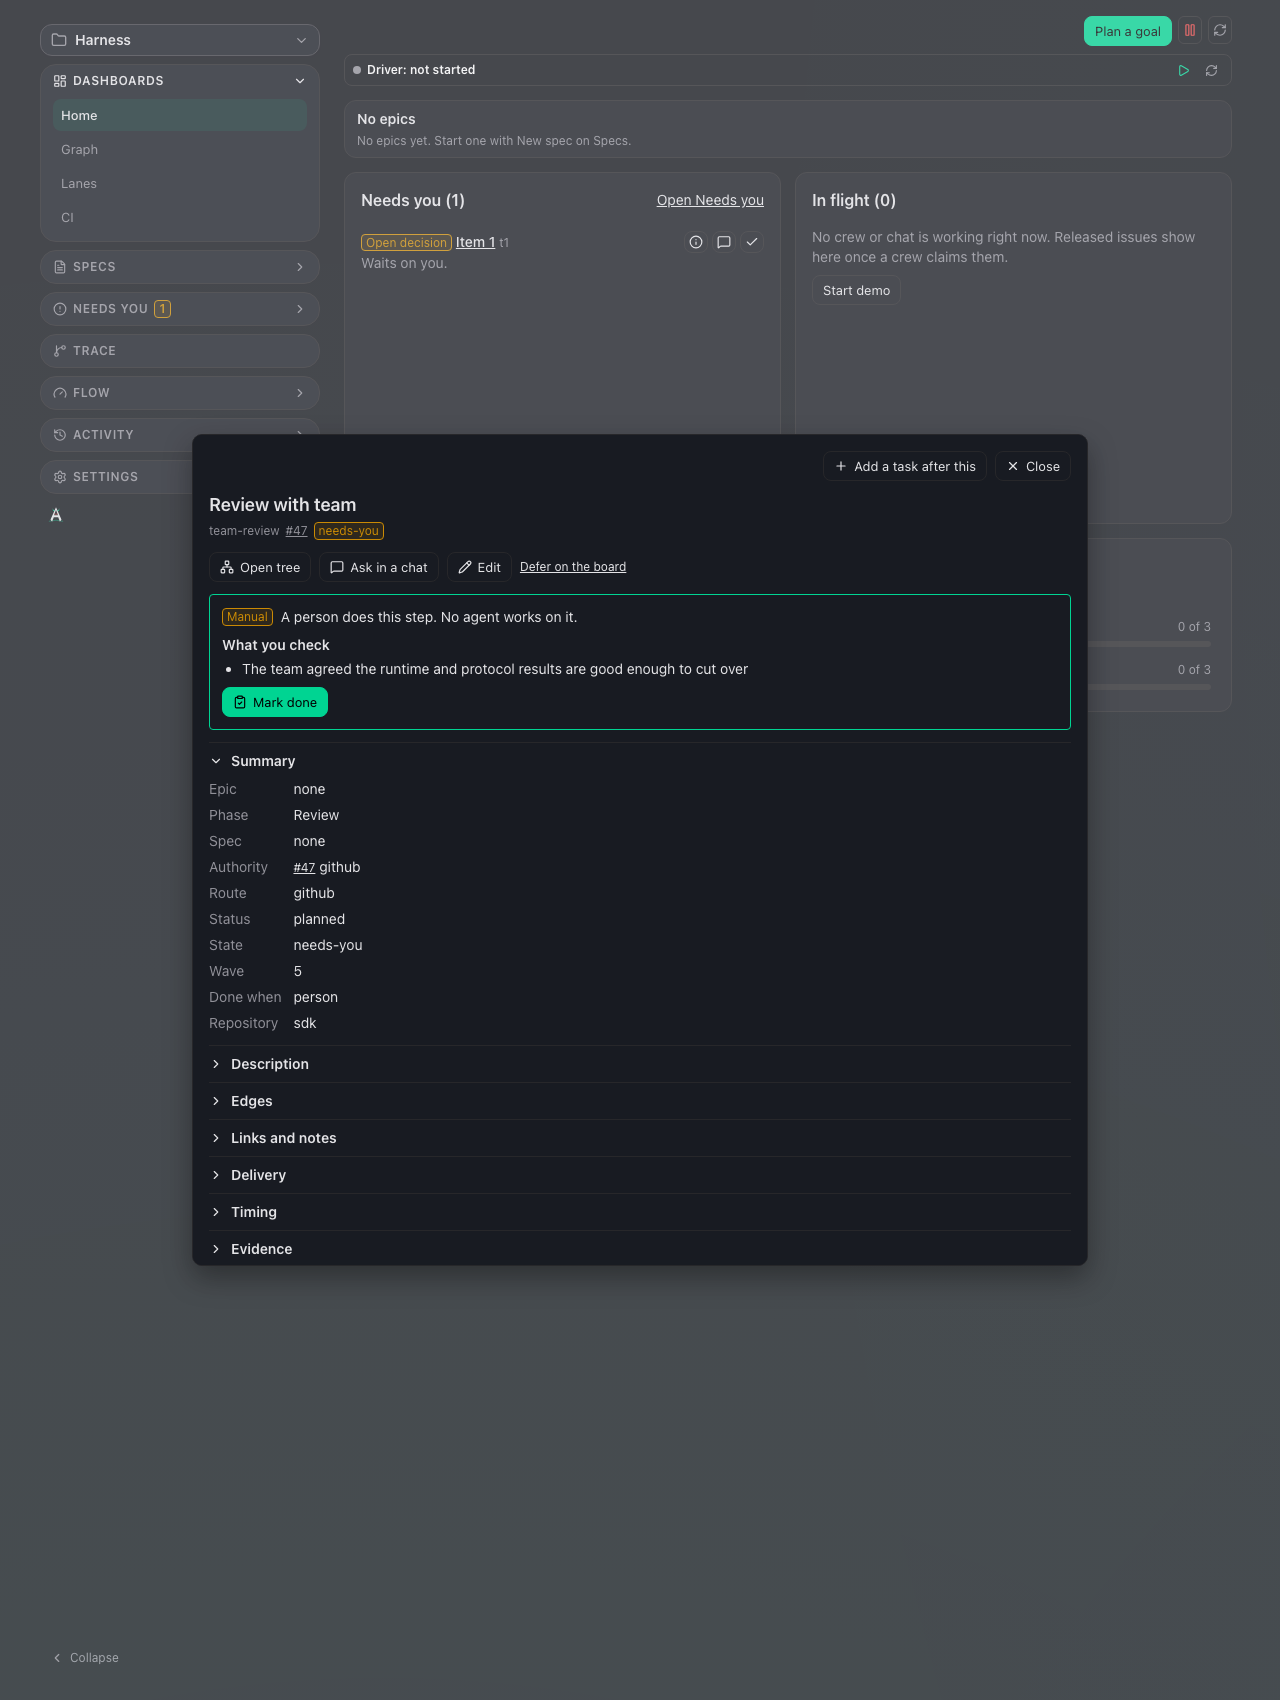 Harness
DASHBOARDS
Home
Graph
Lanes
CI
SPECS
NEEDS YOU 1
TRACE
FLOW
ACTIVITY
SETTINGS
A
Collapse
Plan a goal
Driver: not started
No epics
No epics yet. Start one with New spec on Specs.
Needs you (1)
Open Needs you
Open decision Item 1 t1
Waits on you.
In flight (0)
No crew or chat is working right now. Released issues show
here once a crew claims them.
Start demo
0 of 3
0 of 3
Add a task after this
Close
Review with team
team-review #47 needs-you
Open tree
Ask in a chat
Edit
Defer on the board
Manual A person does this step. No agent works on it.
What you check
• The team agreed the runtime and protocol results are good enough to cut over
Mark done
Summary
Epic none
Phase Review
Spec none
Authority #47 github
Route github
Status planned
State needs-you
Wave 5
Done when person
Repository sdk
Description
Edges
Links and notes
Delivery
Timing
Evidence